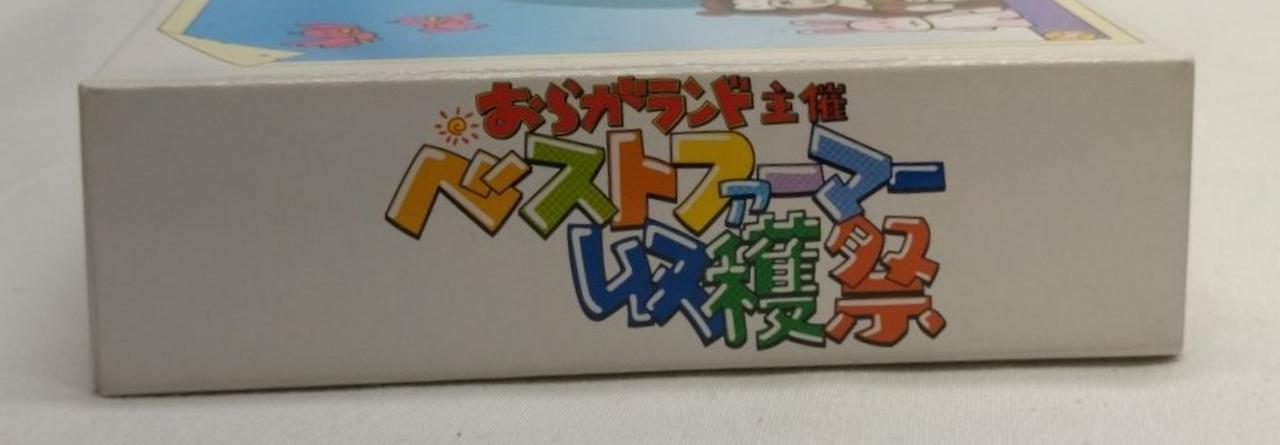 おらがランド主催
ベストファーマー
収穫祭